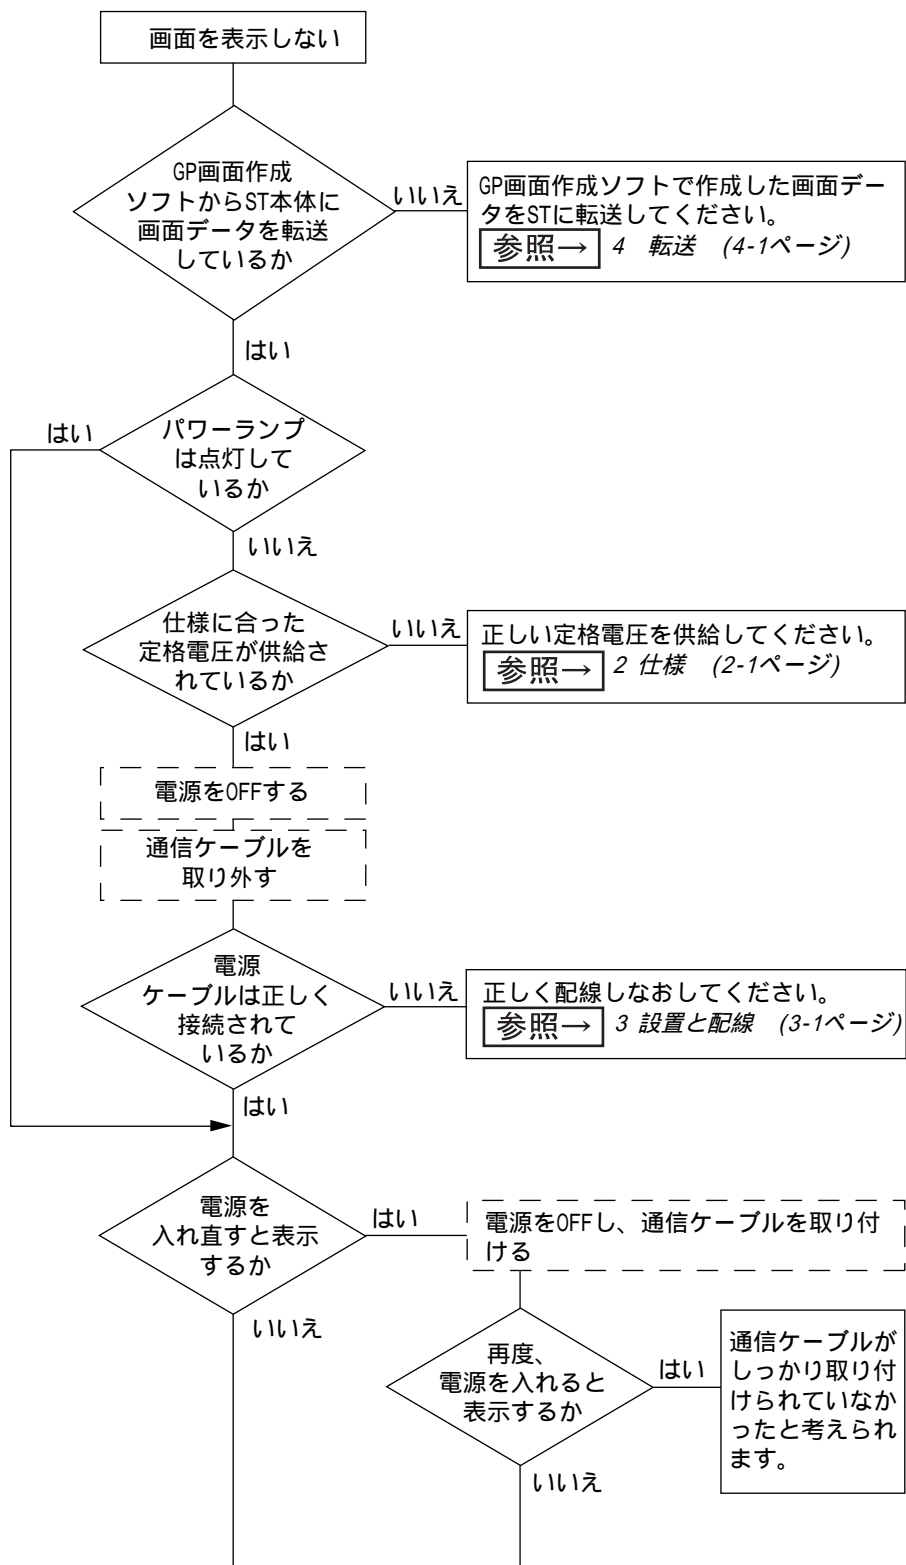 画面を表示しない
GP画面作成
ソフトからST本体に
画面データを転送
しているか
いいえ
GP画面作成ソフトで作成した画面デー
タをSTに転送してください。
参照→ 4 転送 (4-1ページ)
はい
はい
パワーランプ
は点灯して
いるか
いいえ
仕様に合った
定格電圧が供給さ
れているか
いいえ
正しい定格電圧を供給してください。
参照→ 2 仕様 (2-1ページ)
はい
電源をOFFする
通信ケーブルを
取り外す
電源
ケーブルは正しく
接続されて
いるか
いいえ
正しく配線しなおしてください。
参照→ 3 設置と配線 (3-1ページ)
はい
電源を
入れ直すと表示
するか
はい
電源をOFFし、通信ケーブルを取り付
ける
いいえ
再度、
電源を入れると
表示するか
はい
通信ケーブルが
しっかり取り付
けられていなか
ったと考えられ
ます。
いいえ